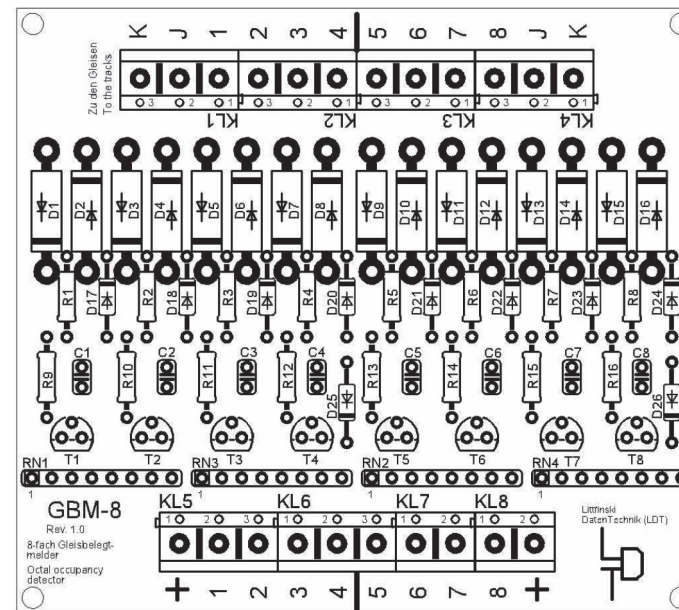 K J 1 2 3 4 5 6 7 8 J K
Zu den Gleisen
To the tracks
3 2 1 3 2 1 3 2 1 3 2 1
KL1 KL2 KL3 KL4
D1 D2 D3 D4 D5 D6 D7 D8 D9 D10 D11 D12 D13 D14 D15 D16
R1 D17 R2 D18 R3 D19 R4 D20 R5 D21 R6 D22 R7 D23 R8 D24
C1 C2 C3 C4 C5 C6 C7 C8
R9 R10 R11 R12 R13 R14 R15 R16
D25 D26
T1 T2 T3 T4 T5 T6 T7 T8
RN1 RN3 RN2 RN4
1 1 1 1
GBM-8
Rev. 1.0
8-fach Gleisbelegt-
melder
Octal occupancy
detector
KL5 KL6 KL7 KL8
1 2 3 1 2 3 1 2 1 2
+ 1 2 3 4 5 6 7 8 +
Littfinski
DatenTechnik (LDT)